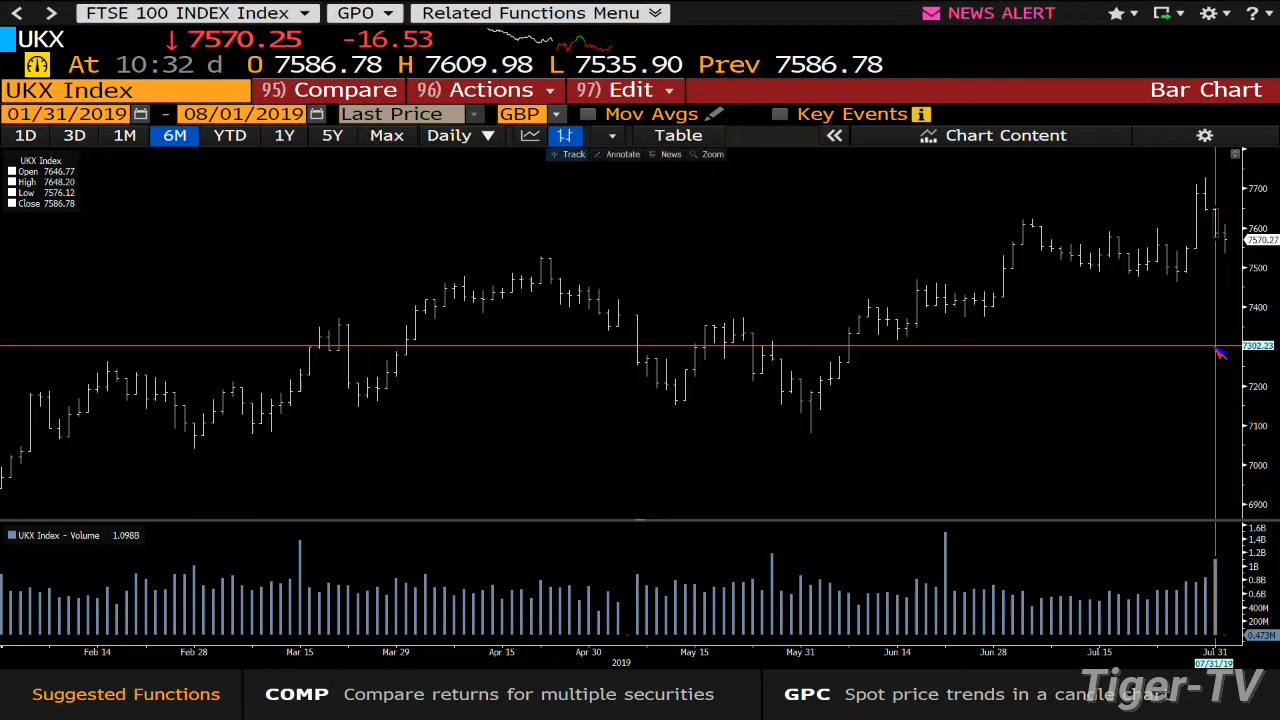 FTSE 100 INDEX Index GPO Related Functions Menu NEWS ALERT ?
UKX ↓ 7570.25 -16.53
At 10:32 d O 7586.78 H 7609.98 L 7535.90 Prev 7586.78
UKX Index 95) Compare 96) Actions 97) Edit Bar Chart
01/31/2019 - 08/01/2019 Last Price GBP Mov Avgs Key Events i
1D 3D 1M 6M YTD 1Y 5Y Max Daily Table Chart Content
Track Annotate News Zoom
UKX Index
Open 7646.77
High 7648.20
Low 7576.12
Close 7586.78
7700
7600
7570.27
7500
7400
7302.23
7200
7100
7000
6900
UKX Index - Volume 1.098B
1.6B
1.4B
1.2B
1B
0.8B
0.6B
400M
200M
0.473M
Feb 14 Feb 28 Mar 15 Mar 29 Apr 15 Apr 30 May 15 May 31 Jun 14 Jun 28 Jul 15 Jul 31
2019 07/31/19
Suggested Functions COMP Compare returns for multiple securities GPC Spot price trends in a candle chart
Tiger-TV